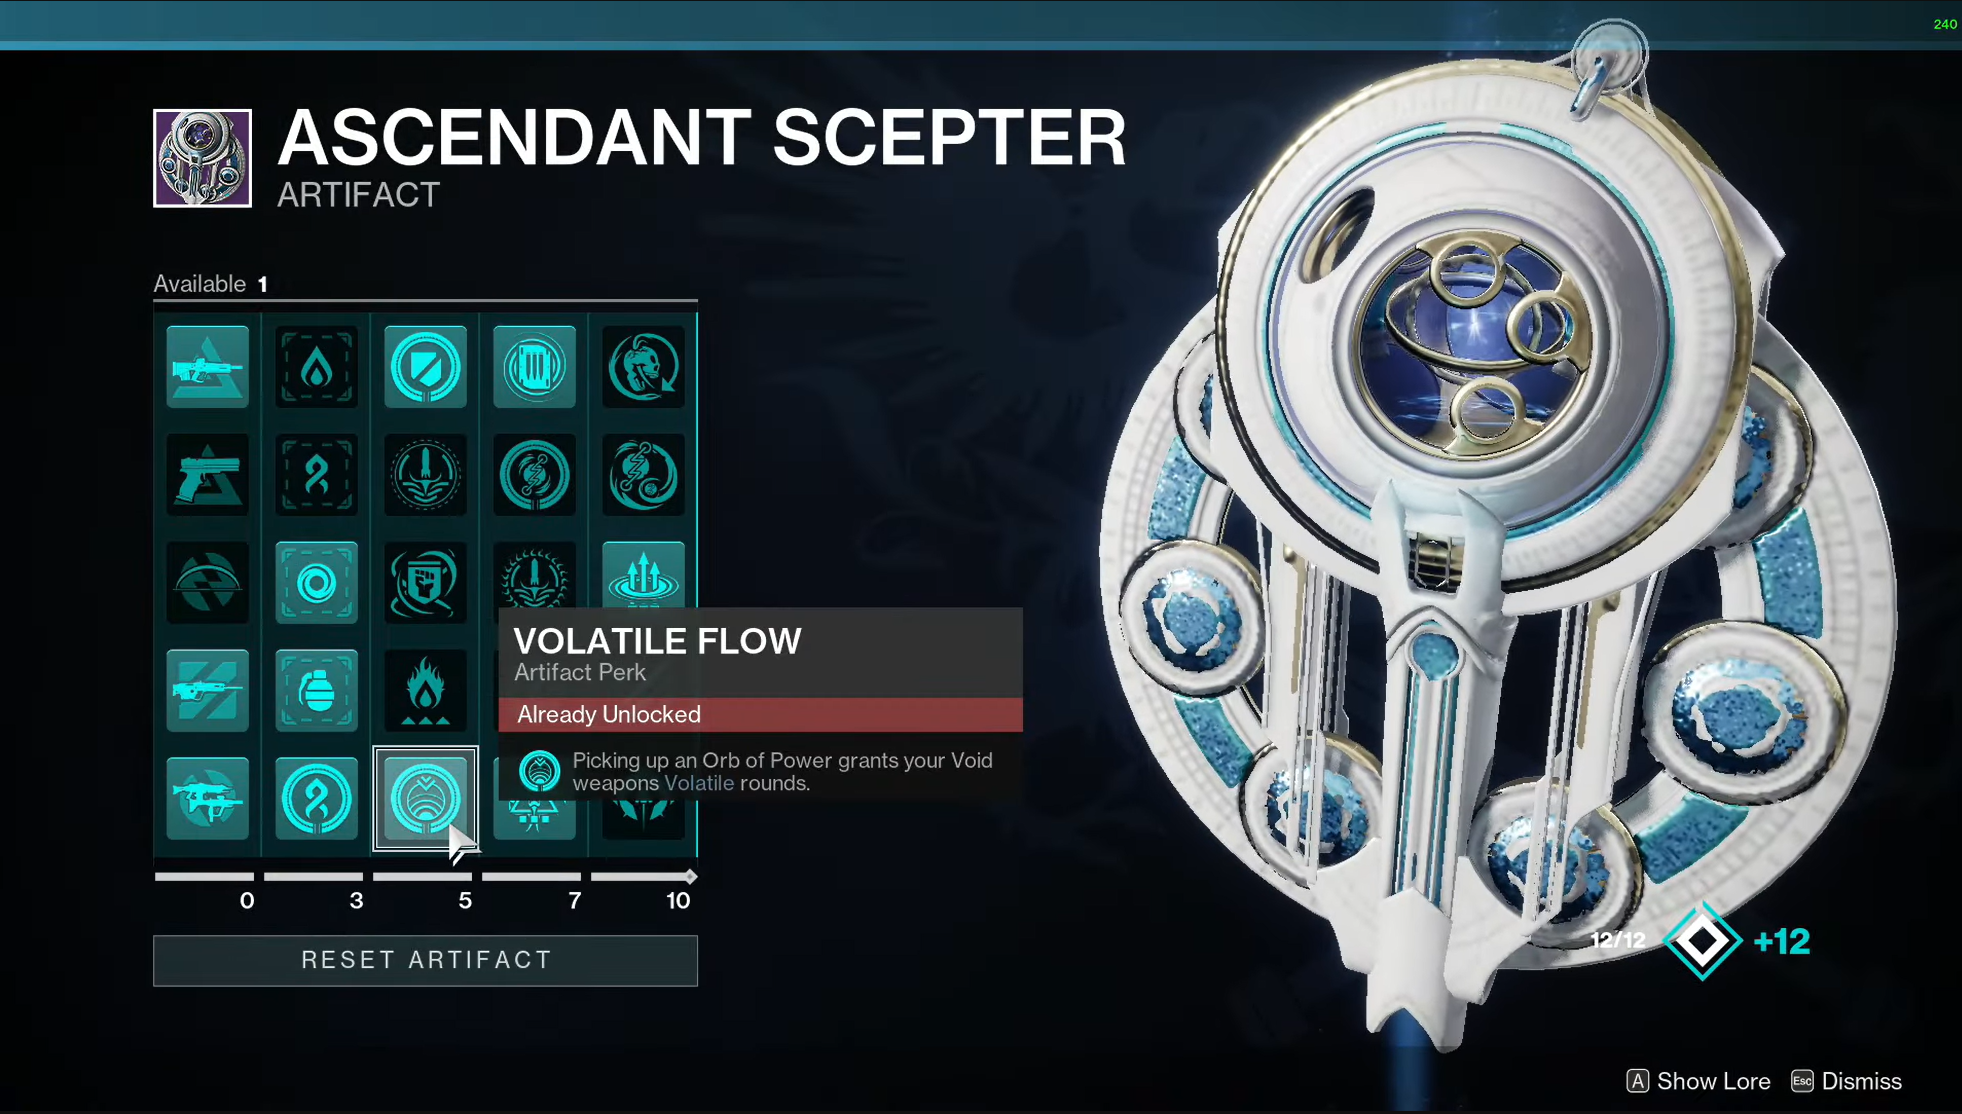 240
ASCENDANT SCEPTER
ARTIFACT
Available 1
VOLATILE FLOW
Artifact Perk
Already Unlocked
Picking up an Orb of Power grants your Void
weapons Volatile rounds.
0 3 5 7 10
RESET ARTIFACT
12/12 +12
A Show Lore Esc Dismiss